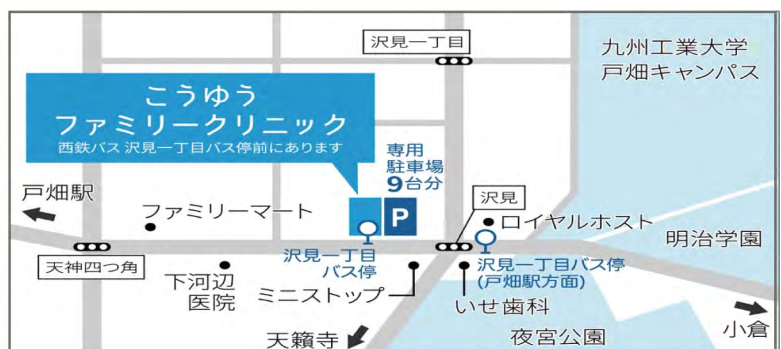 沢見一丁目
九州工業大学
戸畑キャンパス
こうゆう
ファミリークリニック
西鉄バス 沢見一丁目バス停前にあります
専用
駐車場
9台分
戸畑駅
ファミリーマート
P
沢見
ロイヤルホスト
明治学園
天神四つ角
下河辺
医院
沢見一丁目
バス停
ミニストップ
沢見一丁目バス停
(戸畑駅方面)
いせ歯科
天籟寺
夜宮公園
小倉